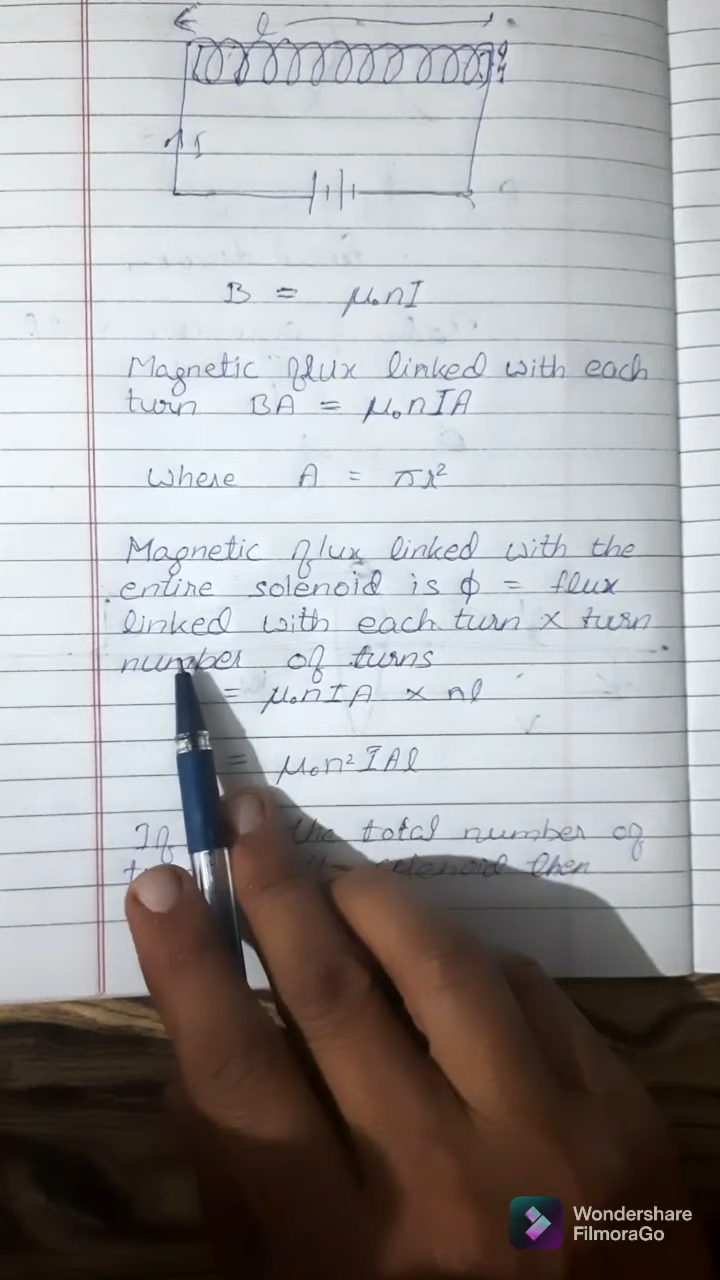 l
I
B = μ₀nI
Magnetic flux linked with each
turn BA = μ₀nIA
Where A = πr²
Magnetic flux linked with the
entire solenoid is ϕ = flux
linked with each turn × turn
number of turns
= μ₀nIA × nl
= μ₀n²IAl
If the total number of
solenoid then
Wondershare
FilmoraGo